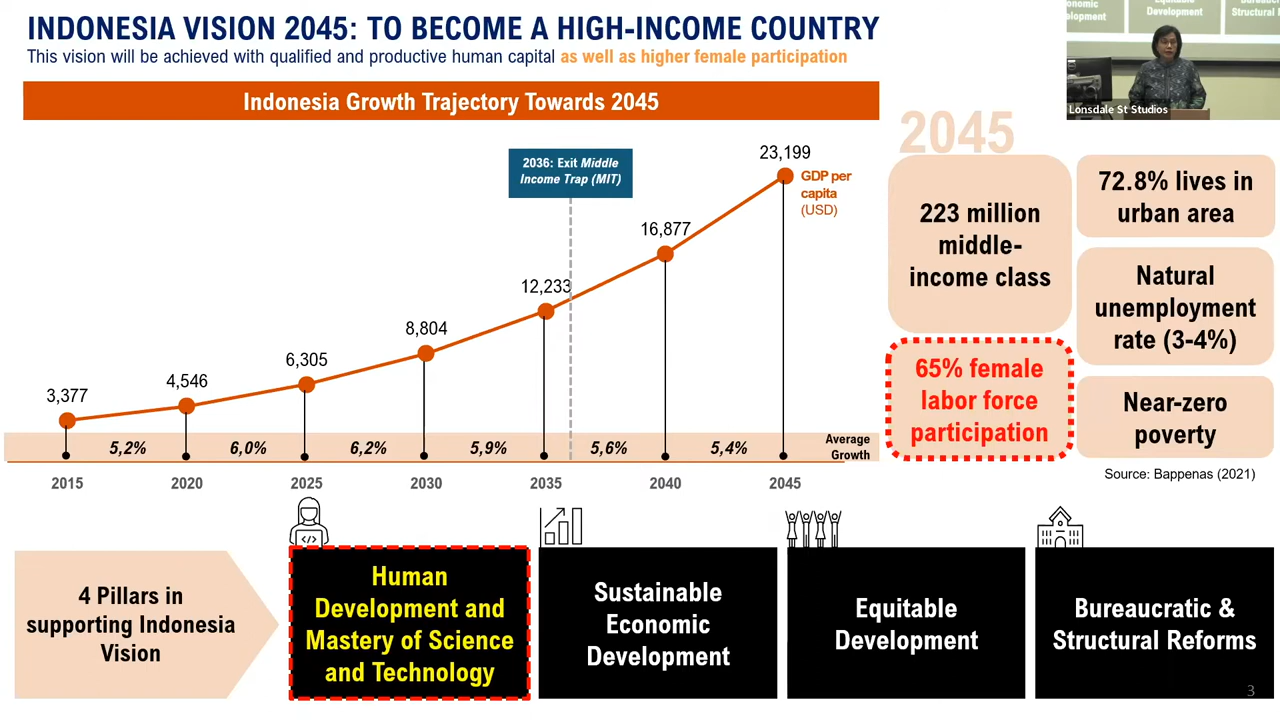 INDONESIA VISION 2045: TO BECOME A HIGH-INCOME COUNTRY
This vision will be achieved with qualified and productive human capital as well as higher female participation
Indonesia Growth Trajectory Towards 2045
2036: Exit Middle
Income Trap (MIT)
23,199
GDP per
capita
(USD)
16,877
12,233
8,804
6,305
4,546
3,377
5,2%
6,0%
6,2%
5,9%
5,6%
5,4%
Average
Growth
2015
2020
2025
2030
2035
2040
2045
Equitable
Development
Structural
Lonsdale St Studios
2045
223 million
middle-
income class
65% female
labor force
participation
72.8% lives in
urban area
Natural
unemployment
rate (3-4%)
Near-zero
poverty
Source: Bappenas (2021)
4 Pillars in
supporting Indonesia
Vision
Human
Development and
Mastery of Science
and Technology
Sustainable
Economic
Development
Equitable
Development
Bureaucratic &
Structural Reforms
3